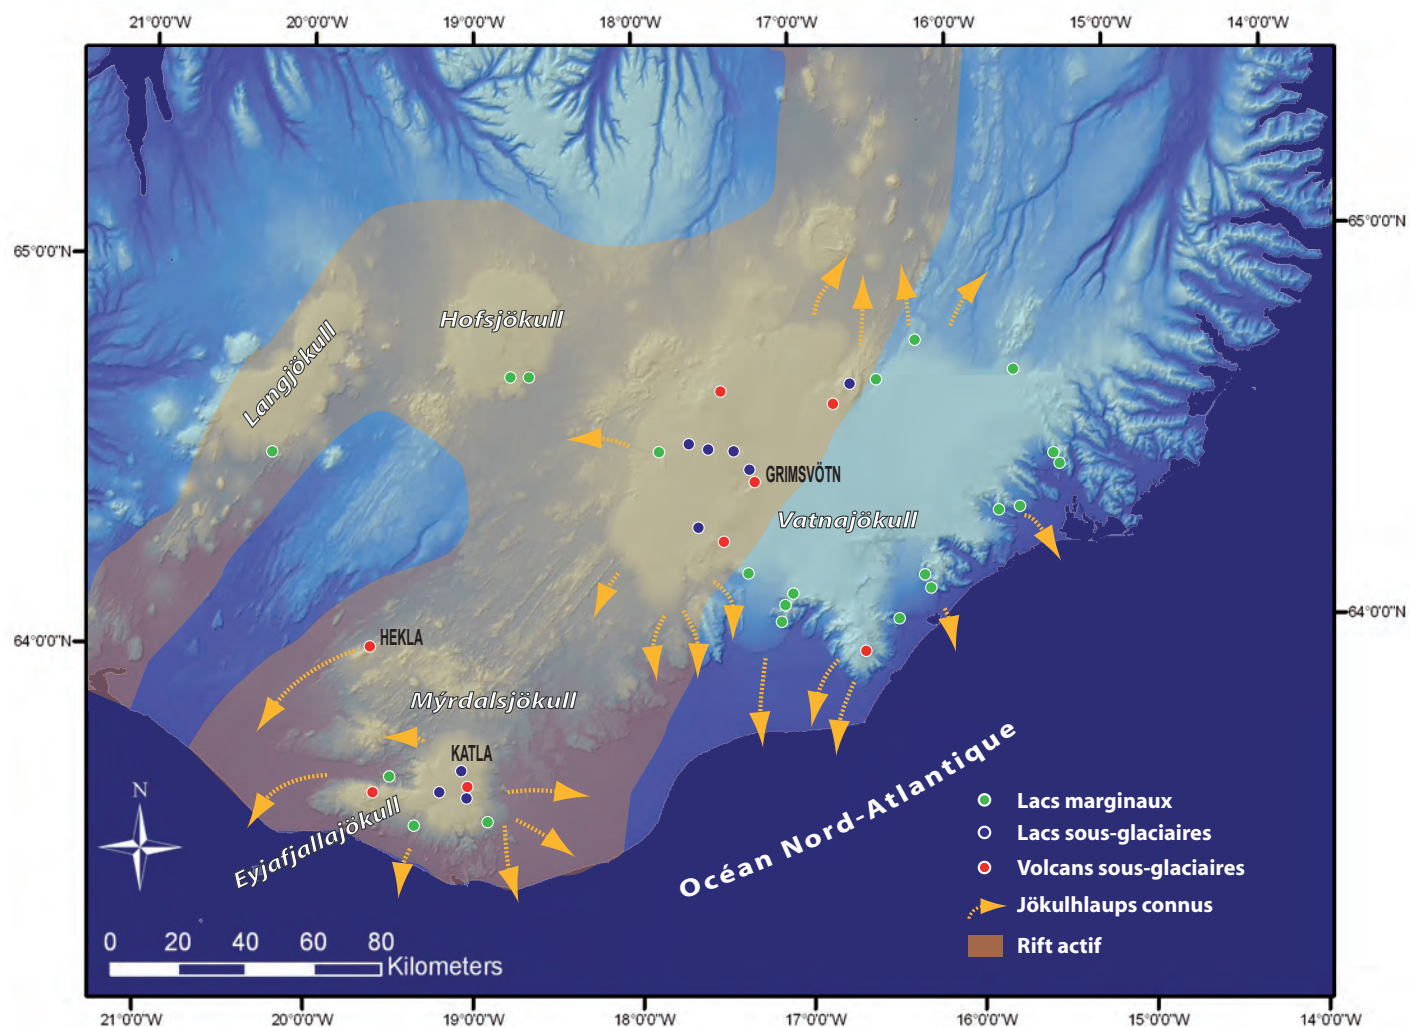 21°0'0"W 20°0'0"W 19°0'0"W 18°0'0"W 17°0'0"W 16°0'0"W 15°0'0"W 14°0'0"W
65°0'0"N 65°0'0"N
Hofsjökull
Langjökull
GRIMSVÖTN
Vatnajökull
64°0'0"N 64°0'0"N
HEKLA
Mýrdalsjökull
KATLA
Eyjafjallajökull
Océan Nord-Atlantique
N
Lacs marginaux
Lacs sous-glaciaires
Volcans sous-glaciaires
Jökulhlaups connus
Rift actif
0 20 40 60 80
Kilometers
21°0'0"W 20°0'0"W 19°0'0"W 18°0'0"W 17°0'0"W 16°0'0"W 15°0'0"W 14°0'0"W